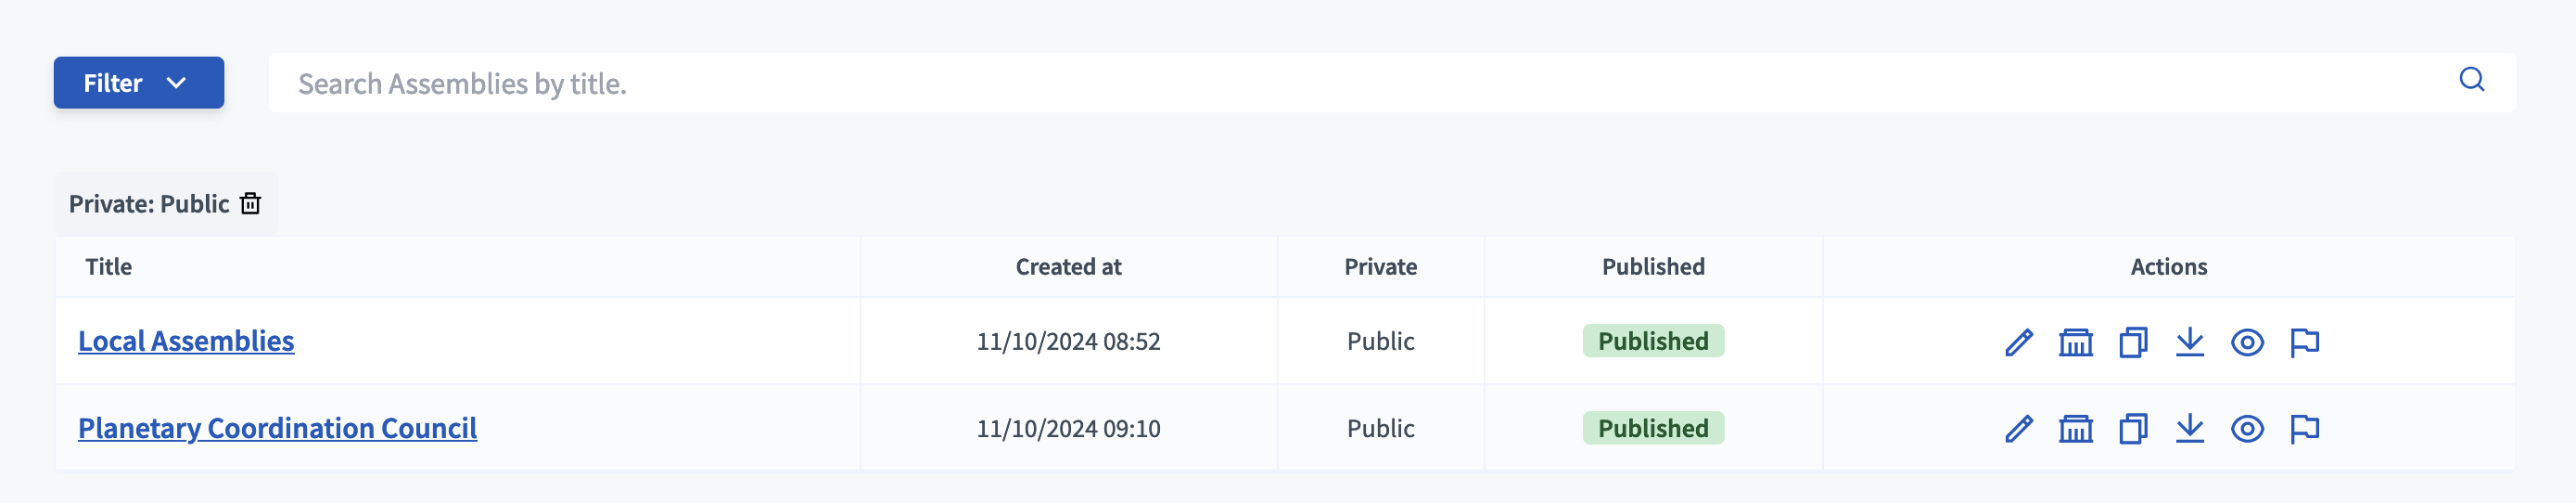 Filter
Search Assemblies by title.
Private: Public
Title Created at Private Published Actions
Local Assemblies 11/10/2024 08:52 Public Published
Planetary Coordination Council 11/10/2024 09:10 Public Published